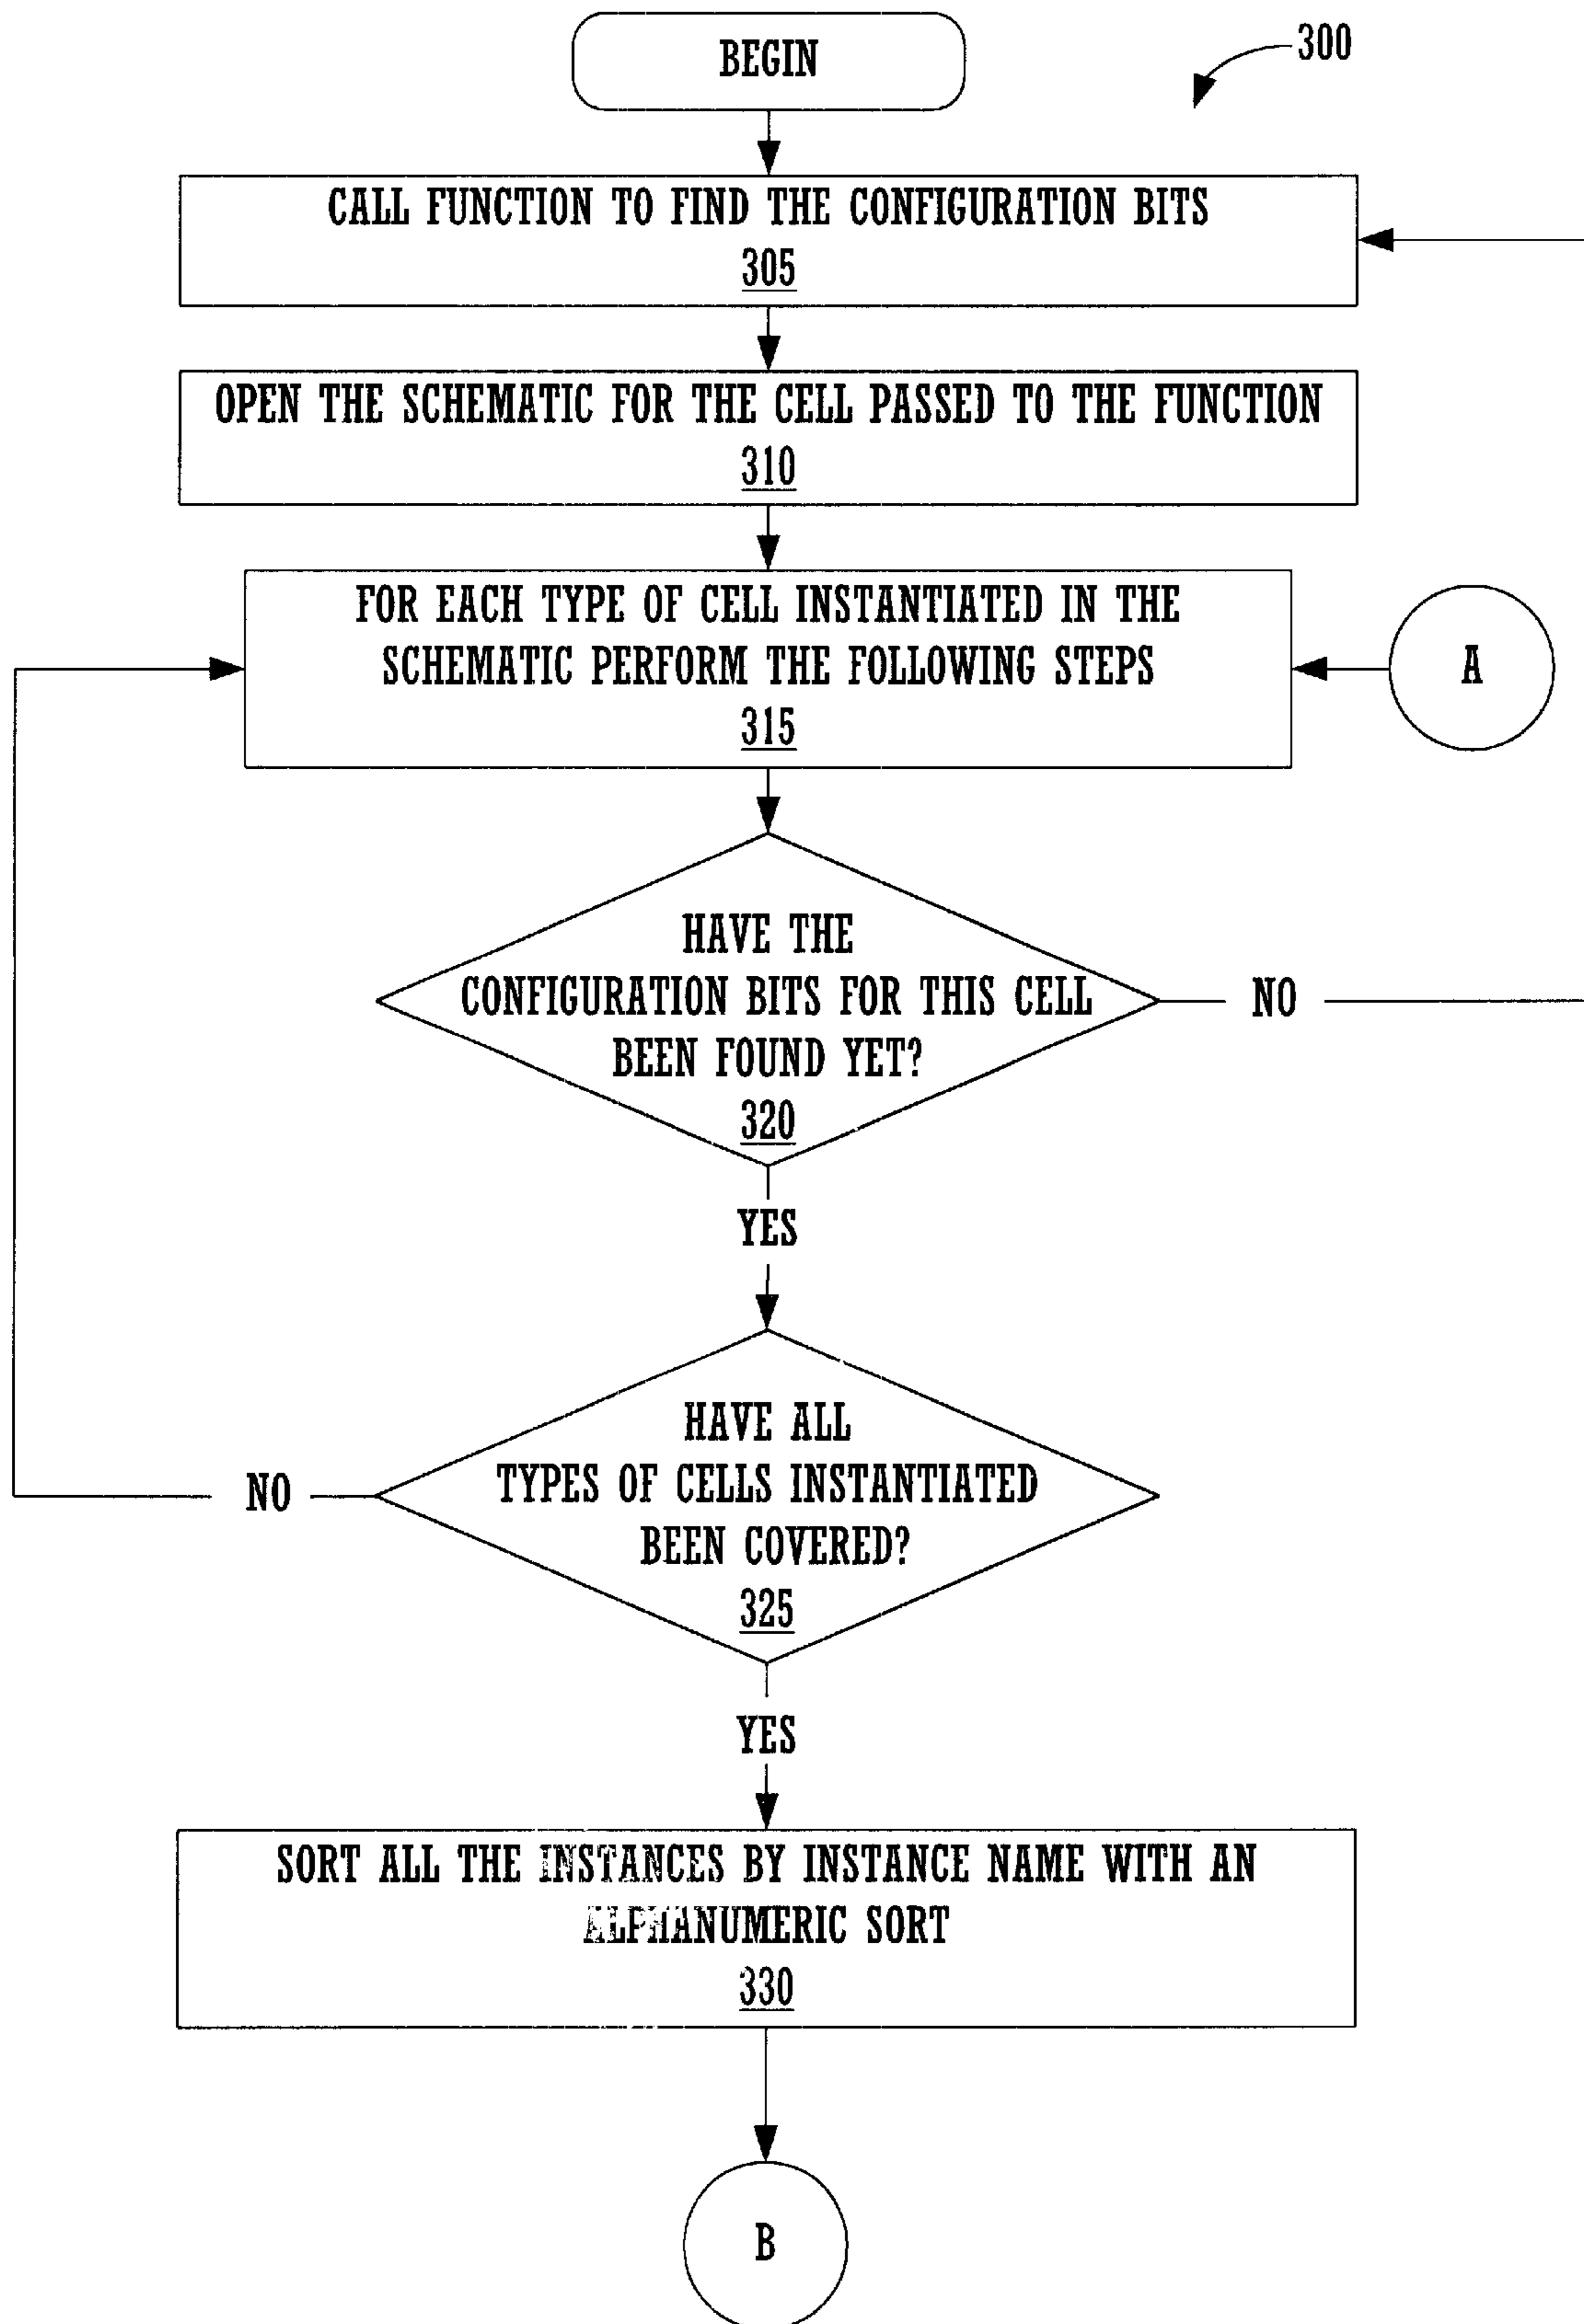 BEGIN
300
CALL FUNCTION TO FIND THE CONFIGURATION BITS
305
OPEN THE SCHEMATIC FOR THE CELL PASSED TO THE FUNCTION
310
FOR EACH TYPE OF CELL INSTANTIATED IN THE
SCHEMATIC PERFORM THE FOLLOWING STEPS
315
A
HAVE THE
CONFIGURATION BITS FOR THIS CELL
BEEN FOUND YET?
320
NO
YES
HAVE ALL
TYPES OF CELLS INSTANTIATED
BEEN COVERED?
325
NO
YES
SORT ALL THE INSTANCES BY INSTANCE NAME WITH AN
ALPHANUMERIC SORT
330
B